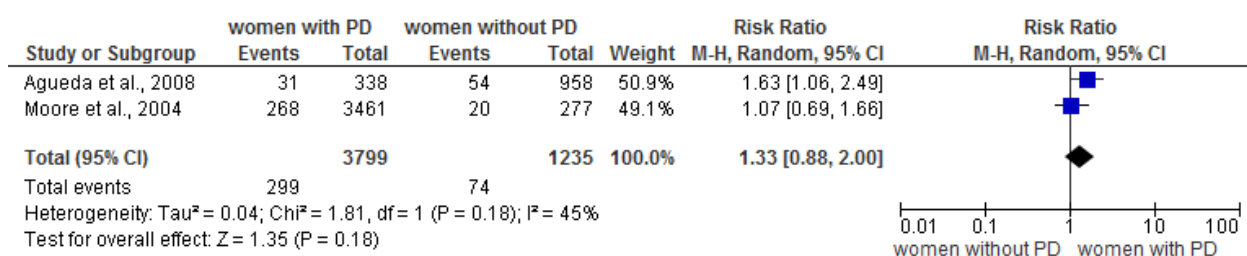 women with PD women without PD Risk Ratio Risk Ratio
Study or Subgroup Events Total Events Total Weight M-H, Random, 95% CI M-H, Random, 95% CI
Agueda et al., 2008 31 338 54 958 50.9% 1.63 [1.06, 2.49]
Moore et al., 2004 268 3461 20 277 49.1% 1.07 [0.69, 1.66]
Total (95% CI) 3799 1235 100.0% 1.33 [0.88, 2.00]
Total events 299 74
Heterogeneity: Tau² = 0.04; Chi² = 1.81, df = 1 (P = 0.18); I² = 45%
Test for overall effect: Z = 1.35 (P = 0.18)
0.01 0.1 1 10 100
women without PD women with PD